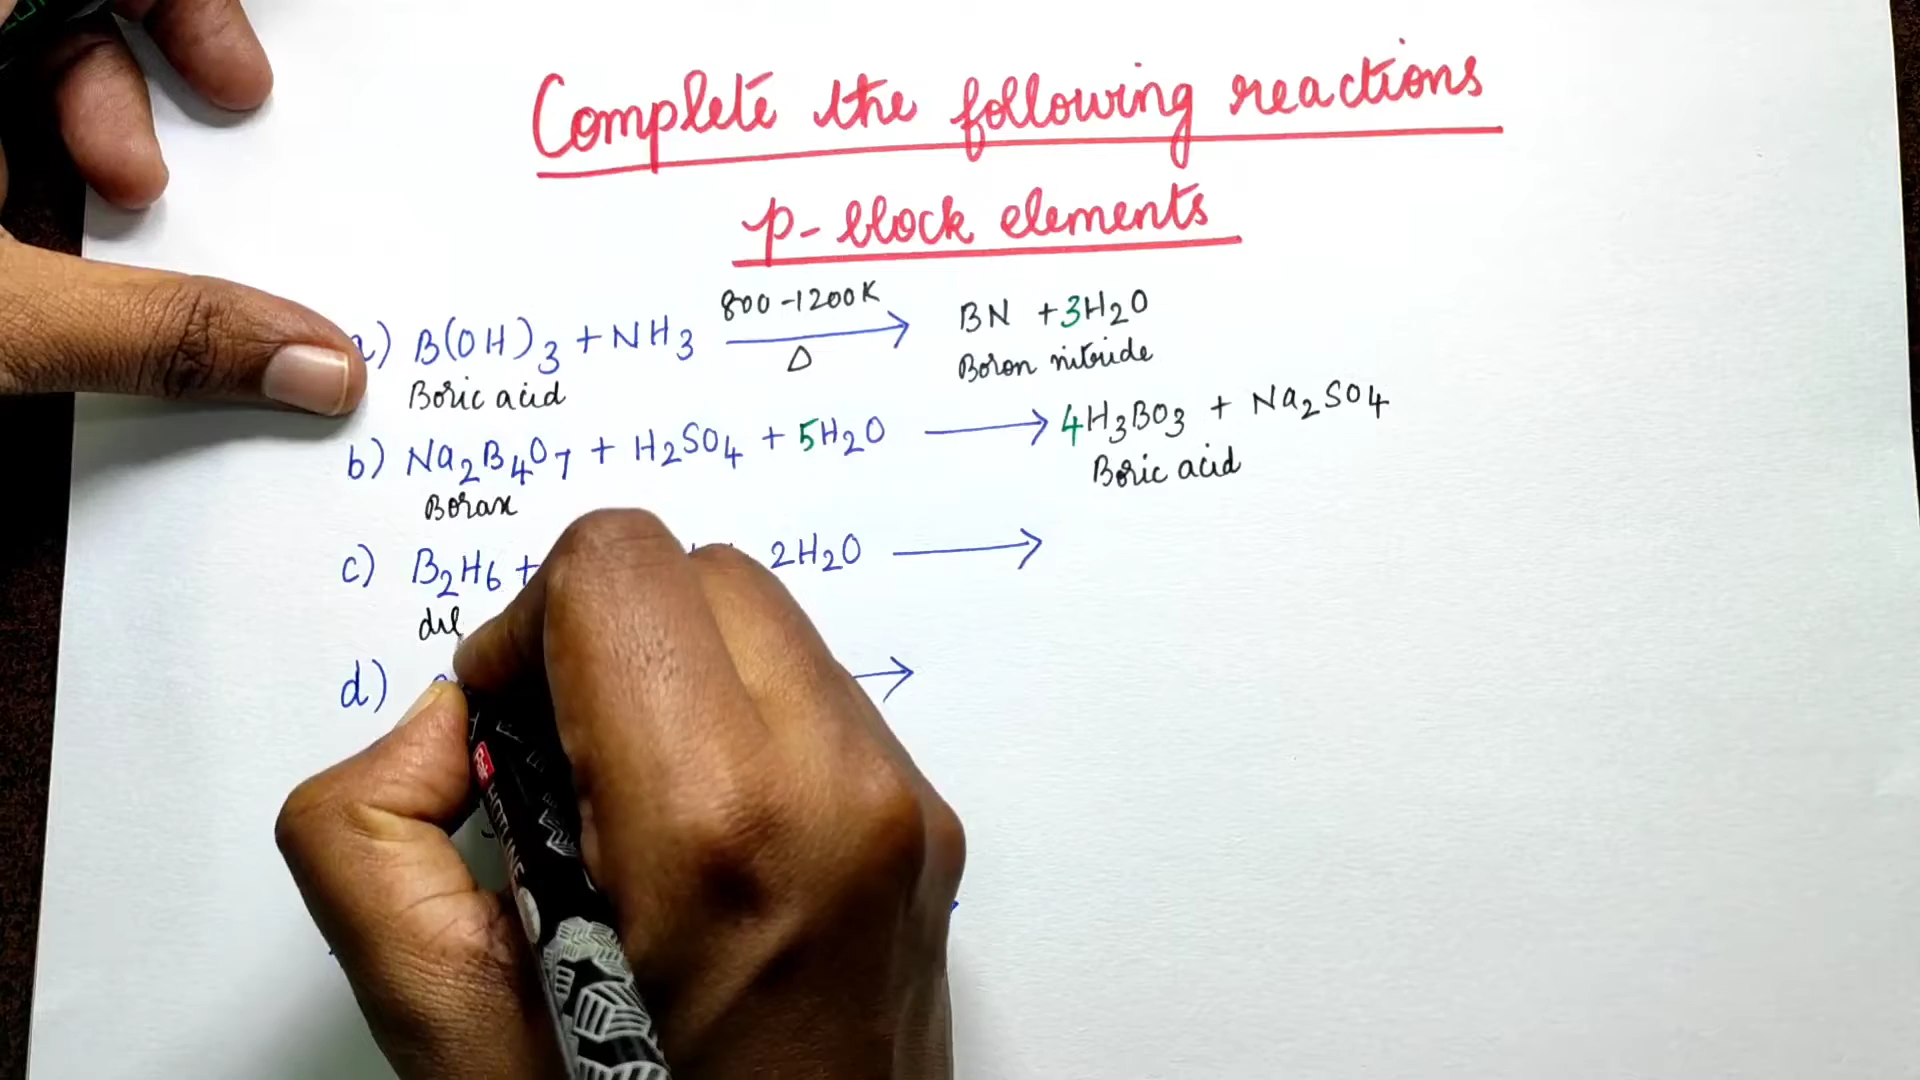 Complete the following reactions
p-block elements
800-1200K
a) B(OH)3 + NH3 → BN + 3H2O
Δ
Boric acid Boron nitride
b) Na2B4O7 + H2SO4 + 5H2O → 4H3BO3 + Na2SO4
Borax Boric acid
c) B2H6 + 2H2O →
d) →
HOTLINE